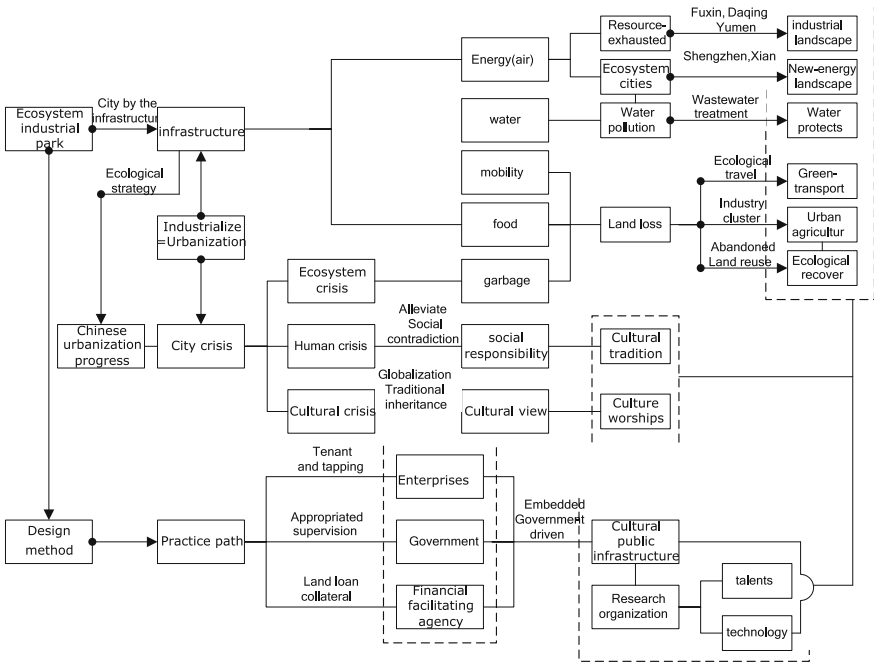 Fuxin, Daqing
Yumen
Resource-
exhausted
industrial
landscape
Energy(air)
Shengzhen,Xian
Ecosystem
cities
New-energy
landscape
City by the
infrastructur
Ecosystem
industrial
park
infrastructure
water
Water
pollution
Wastewater
treatment
Water
protects
Ecological
strategy
mobility
Ecological
travel
Green-
transport
Industrialize
=Urbanization
food
Land loss
Industry
cluster
Urban
agricultur
Abandoned
Land reuse
Ecological
recover
Ecosystem
crisis
garbage
Chinese
urbanization
progress
City crisis
Human crisis
Alleviate
Social
contradiction
social
responsibility
Cultural
tradition
Globalization
Traditional
inheritance
Cultural crisis
Cultural view
Culture
worships
Tenant
and tapping
Enterprises
Design
method
Practice path
Appropriated
supervision
Government
Embedded
Government
driven
Cultural
public
infrastructure
Land loan
collateral
Financial
facilitating
agency
Research
organization
talents
technology